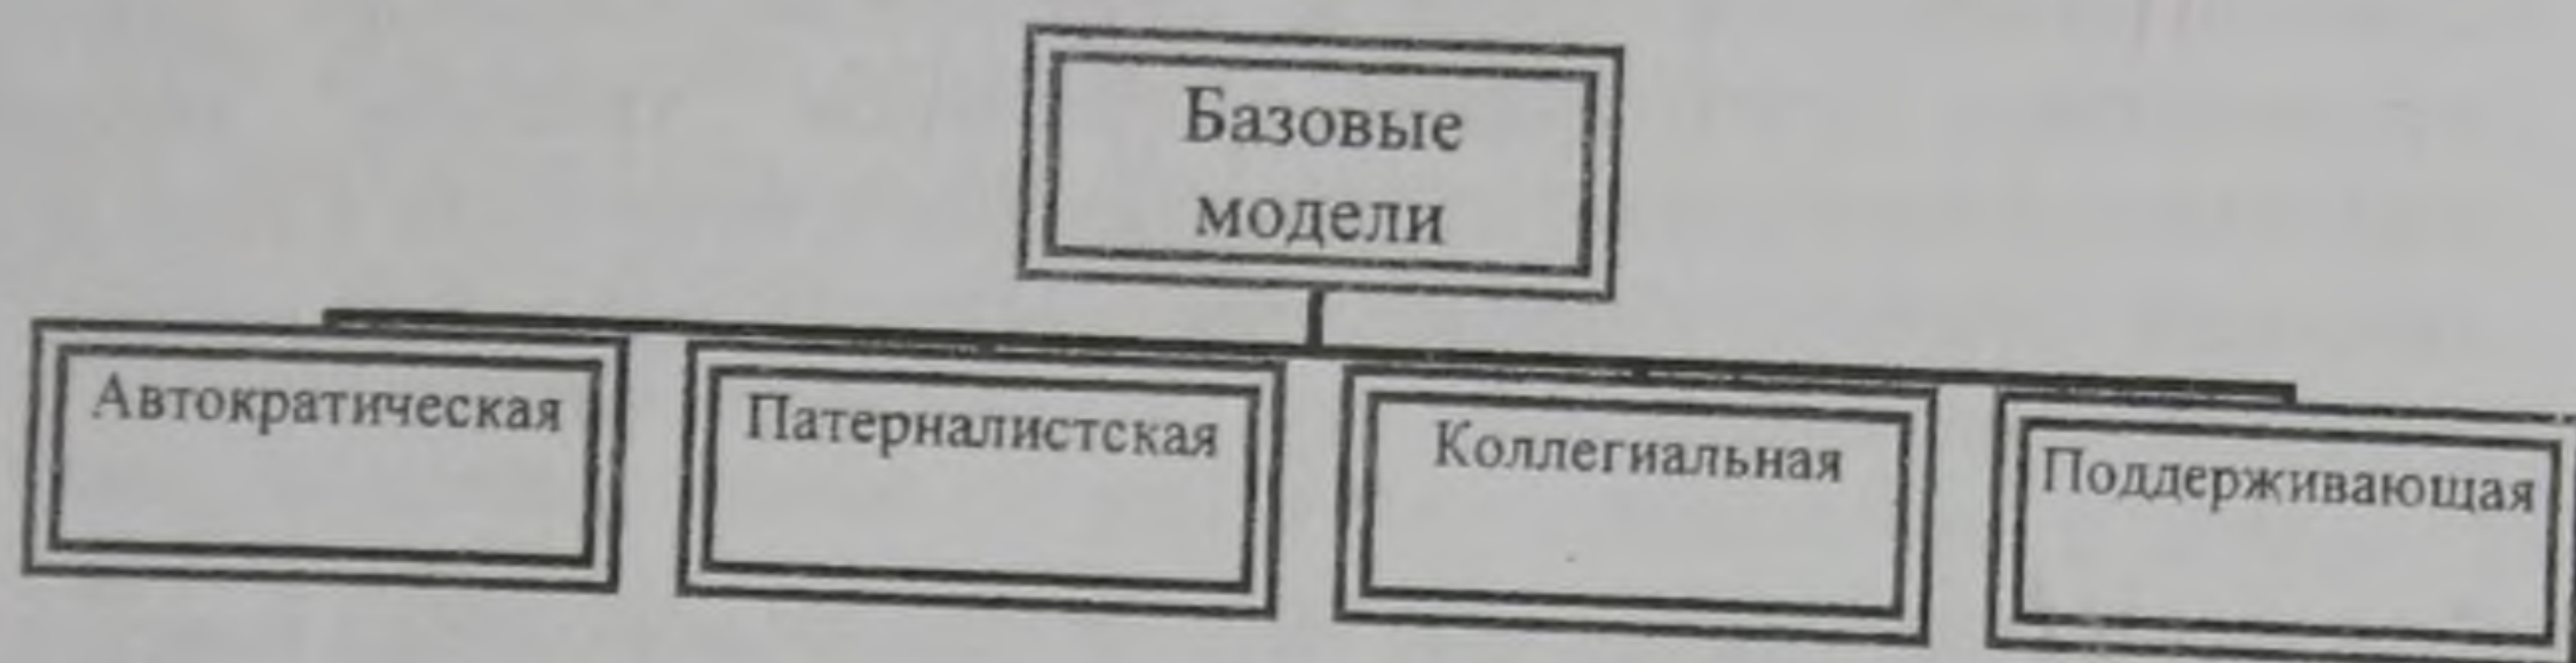 Базовые
модели
Автократическая
Патерналистская
Коллегиальная
Поддерживающая